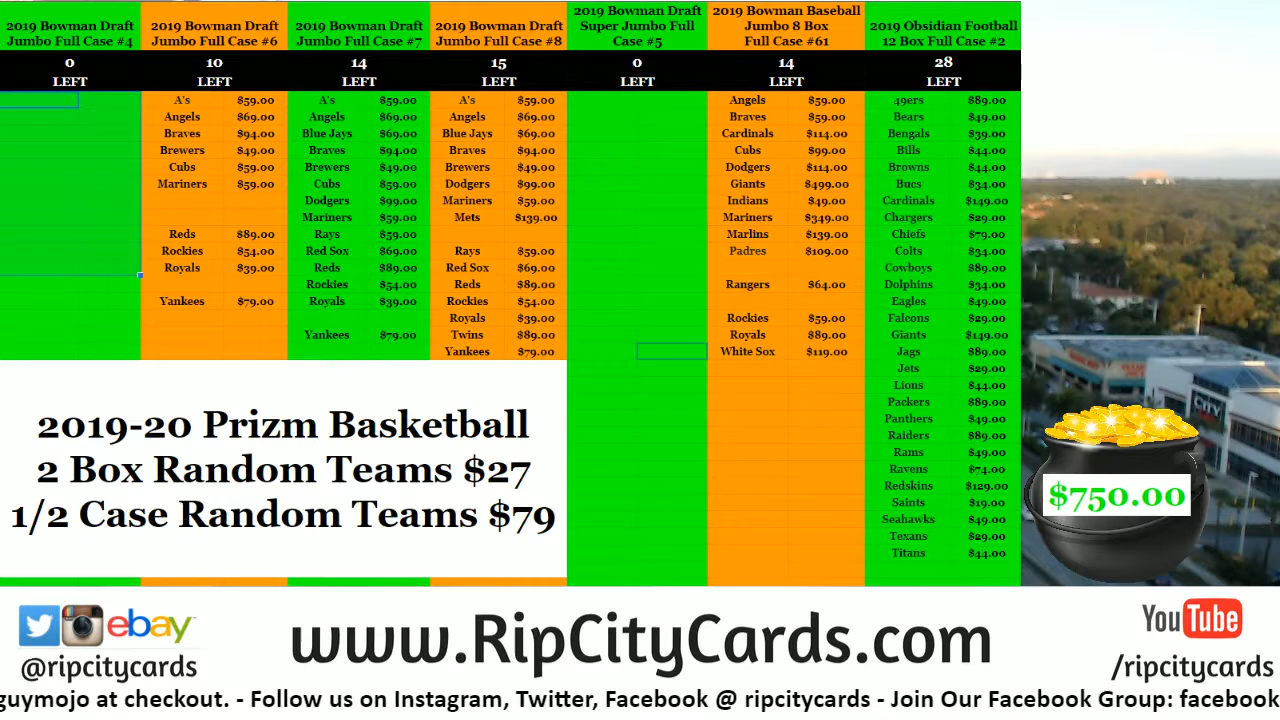 2019 Bowman Draft
Jumbo Full Case #4
0
LEFT
2019 Bowman Draft
Jumbo Full Case #6
10
LEFT
A's $59.00
Angels $69.00
Braves $94.00
Brewers $49.00
Cubs $59.00
Mariners $59.00
Reds $89.00
Rockies $54.00
Royals $39.00
Yankees $79.00
2019 Bowman Draft
Jumbo Full Case #7
14
LEFT
A's $59.00
Angels $69.00
Blue Jays $69.00
Braves $94.00
Brewers $49.00
Cubs $59.00
Dodgers $99.00
Mariners $59.00
Rays $59.00
Red Sox $69.00
Reds $89.00
Rockies $54.00
Royals $39.00
Yankees $79.00
2019 Bowman Draft
Jumbo Full Case #8
15
LEFT
A's $59.00
Angels $69.00
Blue Jays $69.00
Braves $94.00
Brewers $49.00
Dodgers $99.00
Mariners $59.00
Mets $139.00
Rays $59.00
Red Sox $69.00
Reds $89.00
Rockies $54.00
Royals $39.00
Twins $89.00
Yankees $79.00
2019 Bowman Draft
Super Jumbo Full
Case #5
0
LEFT
2019 Bowman Baseball
Jumbo 8 Box
Full Case #61
14
LEFT
Angels $59.00
Braves $59.00
Cardinals $114.00
Cubs $99.00
Dodgers $114.00
Giants $499.00
Indians $49.00
Mariners $349.00
Marlins $139.00
Padres $109.00
Rangers $64.00
Rockies $59.00
Royals $89.00
White Sox $119.00
2019 Obsidian Football
12 Box Full Case #2
28
LEFT
49ers $89.00
Bears $49.00
Bengals $39.00
Bills $44.00
Browns $44.00
Bucs $34.00
Cardinals $149.00
Chargers $29.00
Chiefs $79.00
Colts $34.00
Cowboys $89.00
Dolphins $34.00
Eagles $49.00
Falcons $29.00
Giants $149.00
Jags $89.00
Jets $29.00
Lions $44.00
Packers $89.00
Panthers $49.00
Raiders $89.00
Rams $49.00
Ravens $74.00
Redskins $129.00
Saints $19.00
Seahawks $49.00
Texans $29.00
Titans $44.00
2019-20 Prizm Basketball
2 Box Random Teams $27
1/2 Case Random Teams $79
CITY
$750.00
ebay
@ripcitycards
www.RipCityCards.com
YouTube
/ripcitycards
guymojo at checkout. - Follow us on Instagram, Twitter, Facebook @ ripcitycards - Join Our Facebook Group: facebook